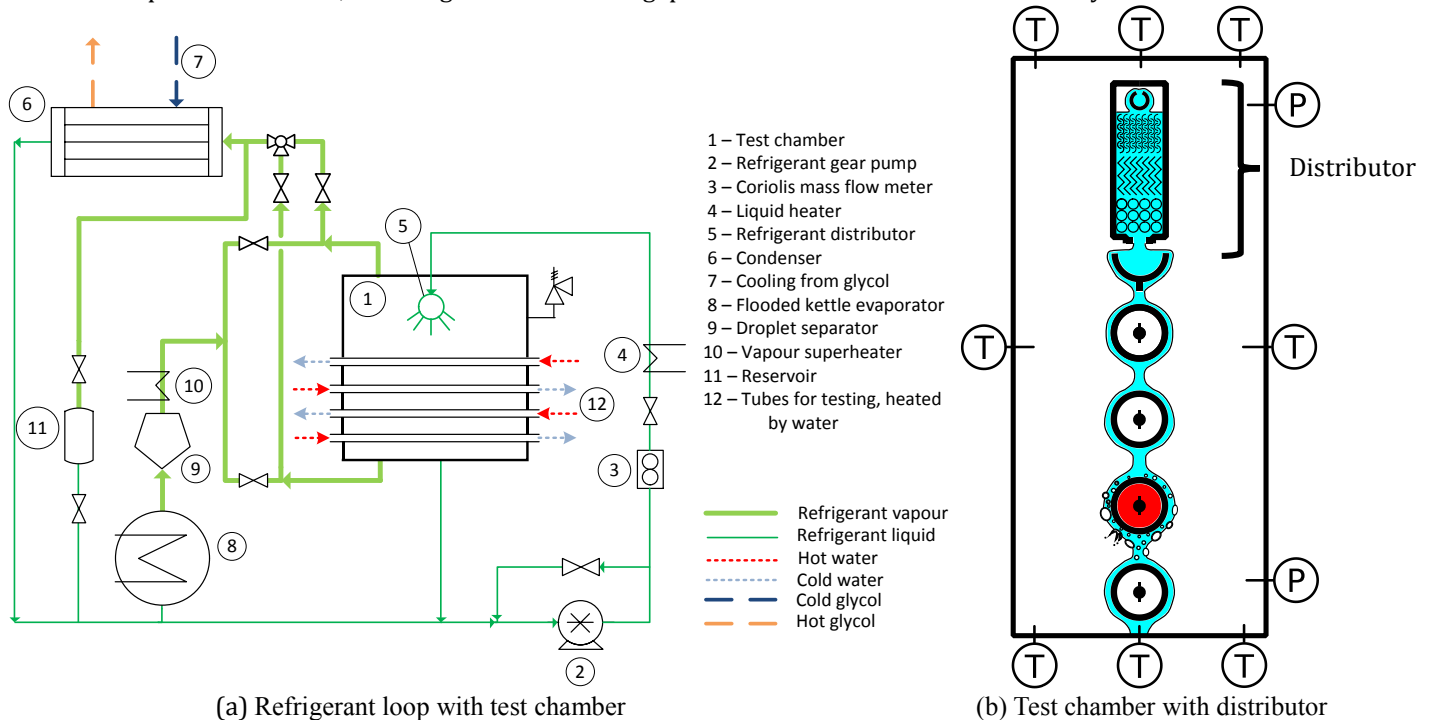 7
6
5
1
4
10
12
11
9
3
8
2
1 – Test chamber
2 – Refrigerant gear pump
3 – Coriolis mass flow meter
4 – Liquid heater
5 – Refrigerant distributor
6 – Condenser
7 – Cooling from glycol
8 – Flooded kettle evaporator
9 – Droplet separator
10 – Vapour superheater
11 – Reservoir
12 – Tubes for testing, heated
by water
Refrigerant vapour
Refrigerant liquid
Hot water
Cold water
Cold glycol
Hot glycol
(a) Refrigerant loop with test chamber
T T T
P
Distributor
T T
P
T T T
(b) Test chamber with distributor